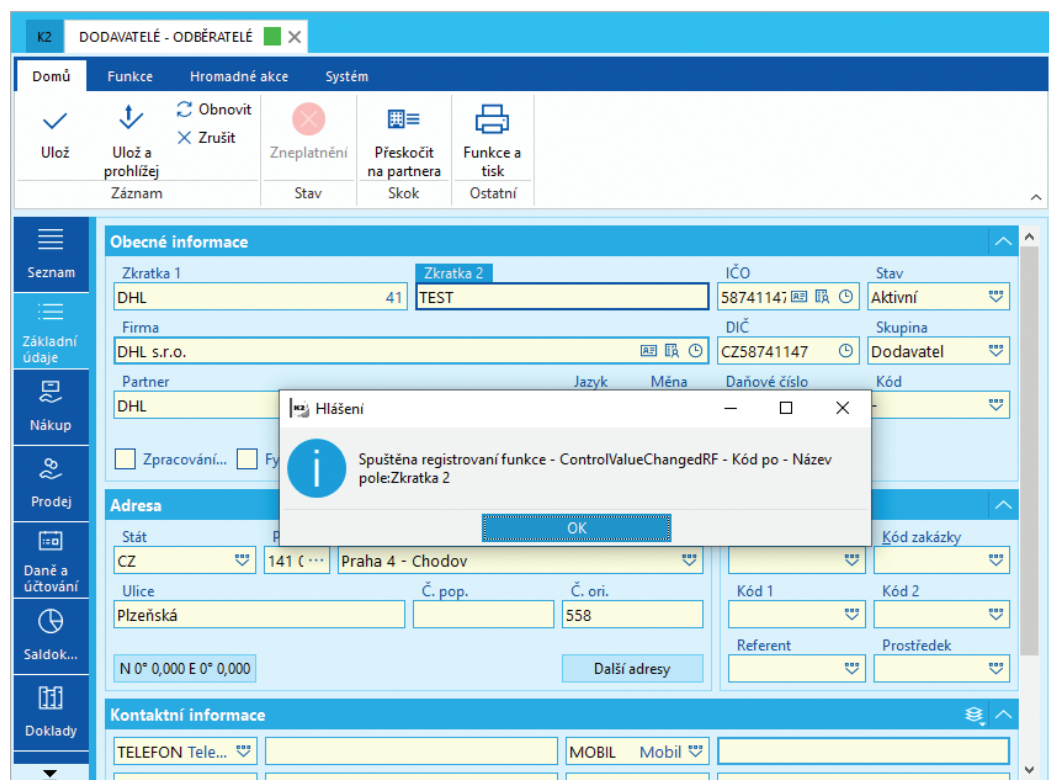 K2 DODAVATELÉ - ODBĚRATELÉ
Domů Funkce Hromadné akce Systém
Ulož
Ulož a prohlížej
Obnovit
Zrušit
Záznam
Zneplatnění
Stav
Přeskočit na partnera
Skok
Funkce a tisk
Ostatní
Seznam
Základní údaje
Nákup
Prodej
Daně a účtování
Saldok...
Doklady
Obecné informace
Zkratka 1 Zkratka 2 IČO Stav
DHL 41 TEST 58741147 Aktivní
Firma DIČ Skupina
DHL s.r.o. CZ58741147 Dodavatel
Partner Jazyk Měna Daňové číslo Kód
DHL -
Zpracování... Fy
K2 Hlášení
Spuštěna registrovaní funkce - ControlValueChangedRF - Kód po - Název
pole:Zkratka 2
OK
Adresa
Stát P Kód zakázky
CZ 141 ( ... Praha 4 - Chodov
Ulice Č. pop. Č. ori. Kód 1 Kód 2
Plzeňská 558
Referent Prostředek
N 0° 0,000 E 0° 0,000 Další adresy
Kontaktní informace
TELEFON Tele... MOBIL Mobil